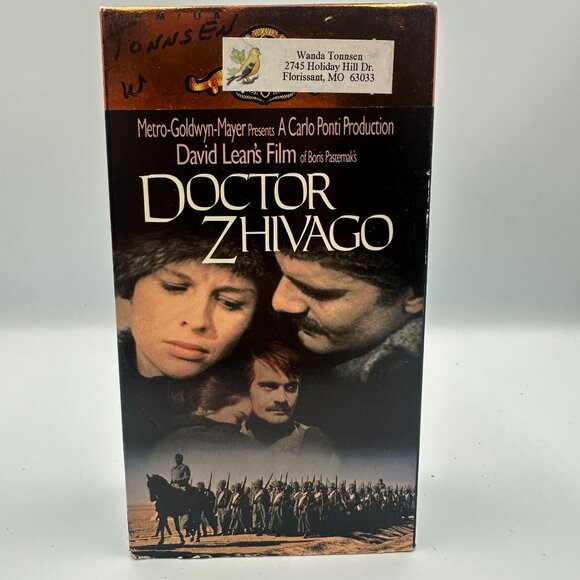 TONNSEN
W
Wanda Tonnsen
2745 Holiday Hill Dr.
Florissant, MO 63033
Metro-Goldwyn-Mayer Presents A Carlo Ponti Production
David Lean's Film of Boris Pasternak's
DOCTOR
ZHIVAGO